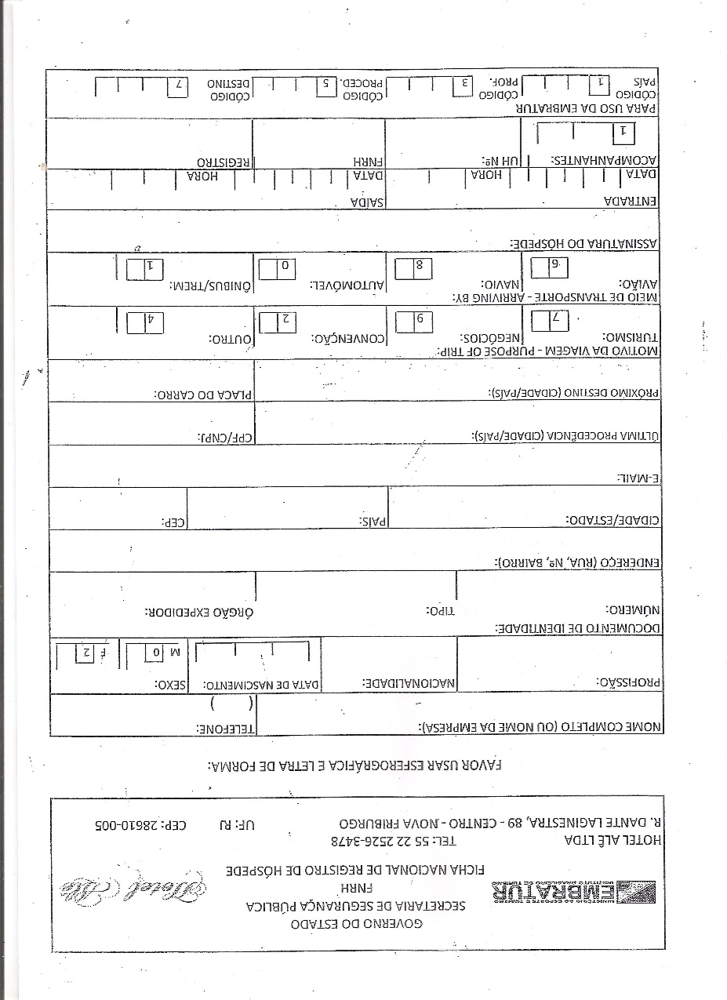 GOVERNO DO ESTADO
SECRETARIA DE SEGURANÇA PÚBLICA
FNRH
FICHA NACIONAL DE REGISTRO DE HÓSPEDE
EMBRATUR
Hotel Alê
HOTEL ALÊ LTDA TEL: 55 22 2526-3478
R. DANTE LAGINESTRA, 89 - CENTRO - NOVA FRIBURGO UF: RJ CEP: 28610-005
FAVOR USAR ESFEROGRÁFICA E LETRA DE FORMA:
NOME COMPLETO (OU NOME DA EMPRESA): TELEFONE:
( )
PROFISSÃO: NACIONALIDADE: DATA DE NASCIMENTO: SEXO:
M 0 F 2
DOCUMENTO DE IDENTIDADE:
NÚMERO: TIPO: ÓRGÃO EXPEDIDOR:
ENDEREÇO (RUA, Nº, BAIRRO):
CIDADE/ESTADO: PAÍS: CEP:
E-MAIL:
ÚLTIMA PROCEDÊNCIA (CIDADE/PAÍS): CPF/CNPJ:
PRÓXIMO DESTINO (CIDADE/PAÍS): PLACA DO CARRO:
MOTIVO DA VIAGEM - PURPOSE OF TRIP:
TURISMO: 7 NEGÓCIOS: 9 CONVENÇÃO: 2 OUTRO: 4
MEIO DE TRANSPORTE - ARRIVING BY:
AVIÃO: 6 NAVIO: 8 AUTOMÓVEL: 0 ÔNIBUS/TREM: 1
ASSINATURA DO HÓSPEDE:
ENTRADA SAÍDA
DATA HORA DATA HORA
ACOMPANHANTES: UH Nº: FNRH REGISTRO
1
PARA USO DA EMBRATUR
CÓDIGO PAÍS 1 CÓDIGO PROF. 3 CÓDIGO PROCED. 5 CÓDIGO DESTINO 7